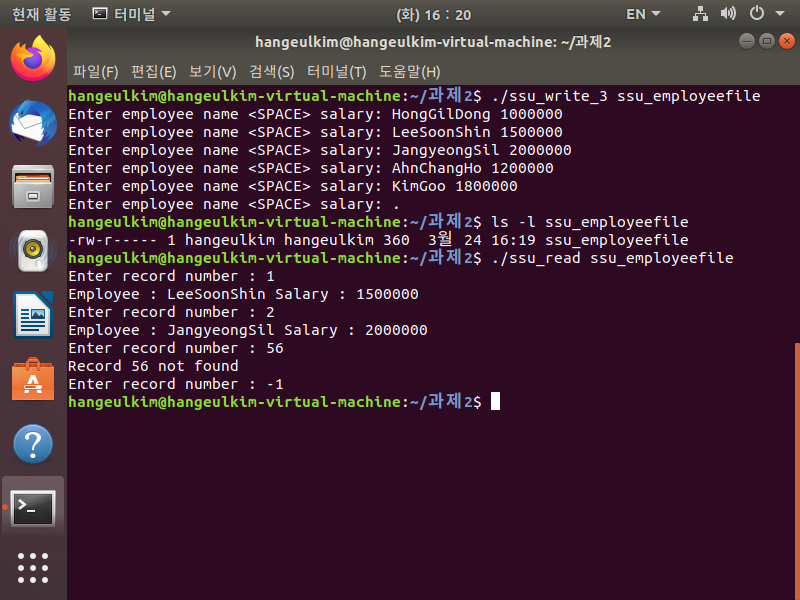 현재 활동 터미널 (화) 16 : 20 EN
hangeulkim@hangeulkim-virtual-machine: ~/과제2
파일(F) 편집(E) 보기(V) 검색(S) 터미널(T) 도움말(H)
hangeulkim@hangeulkim-virtual-machine:~/과제2$ ./ssu_write_3 ssu_employeefile
Enter employee name <SPACE> salary: HongGilDong 1000000
Enter employee name <SPACE> salary: LeeSoonShin 1500000
Enter employee name <SPACE> salary: JangyeongSil 2000000
Enter employee name <SPACE> salary: AhnChangHo 1200000
Enter employee name <SPACE> salary: KimGoo 1800000
Enter employee name <SPACE> salary: .
hangeulkim@hangeulkim-virtual-machine:~/과제2$ ls -l ssu_employeefile
-rw-r----- 1 hangeulkim hangeulkim 360  3월 24 16:19 ssu_employeefile
hangeulkim@hangeulkim-virtual-machine:~/과제2$ ./ssu_read ssu_employeefile
Enter record number : 1
Employee : LeeSoonShin Salary : 1500000
Enter record number : 2
Employee : JangyeongSil Salary : 2000000
Enter record number : 56
Record 56 not found
Enter record number : -1
hangeulkim@hangeulkim-virtual-machine:~/과제2$